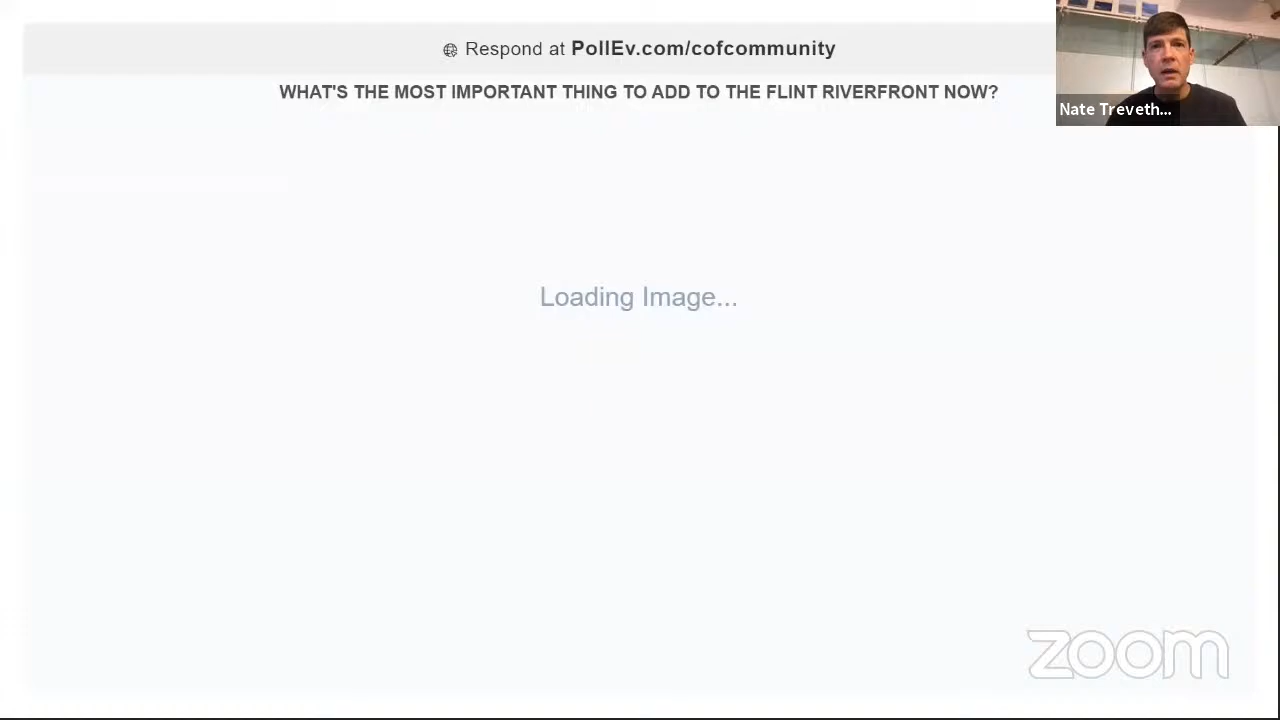 Respond at PollEv.com/cofcommunity
WHAT'S THE MOST IMPORTANT THING TO ADD TO THE FLINT RIVERFRONT NOW?
Nate Treveth...
Loading Image...
zoom